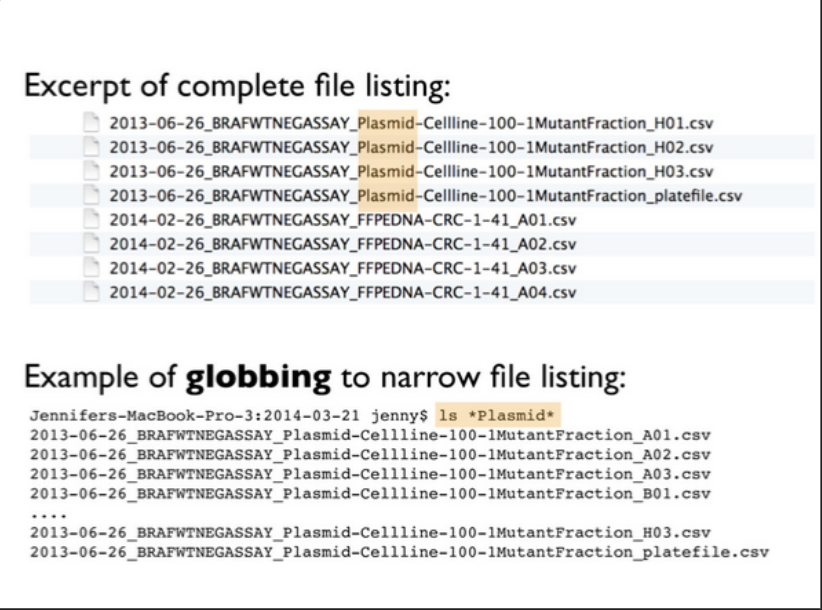 Excerpt of complete file listing:
2013-06-26_BRAFWTNEGASSAY_Plasmid-Cellline-100-1MutantFraction_H01.csv
2013-06-26_BRAFWTNEGASSAY_Plasmid-Cellline-100-1MutantFraction_H02.csv
2013-06-26_BRAFWTNEGASSAY_Plasmid-Cellline-100-1MutantFraction_H03.csv
2013-06-26_BRAFWTNEGASSAY_Plasmid-Cellline-100-1MutantFraction_platefile.csv
2014-02-26_BRAFWTNEGASSAY_FFPEDNA-CRC-1-41_A01.csv
2014-02-26_BRAFWTNEGASSAY_FFPEDNA-CRC-1-41_A02.csv
2014-02-26_BRAFWTNEGASSAY_FFPEDNA-CRC-1-41_A03.csv
2014-02-26_BRAFWTNEGASSAY_FFPEDNA-CRC-1-41_A04.csv
Example of globbing to narrow file listing:
Jennifers-MacBook-Pro-3:2014-03-21 jenny$ ls *Plasmid*
2013-06-26_BRAFWTNEGASSAY_Plasmid-Cellline-100-1MutantFraction_A01.csv
2013-06-26_BRAFWTNEGASSAY_Plasmid-Cellline-100-1MutantFraction_A02.csv
2013-06-26_BRAFWTNEGASSAY_Plasmid-Cellline-100-1MutantFraction_A03.csv
2013-06-26_BRAFWTNEGASSAY_Plasmid-Cellline-100-1MutantFraction_B01.csv
....
2013-06-26_BRAFWTNEGASSAY_Plasmid-Cellline-100-1MutantFraction_H03.csv
2013-06-26_BRAFWTNEGASSAY_Plasmid-Cellline-100-1MutantFraction_platefile.csv